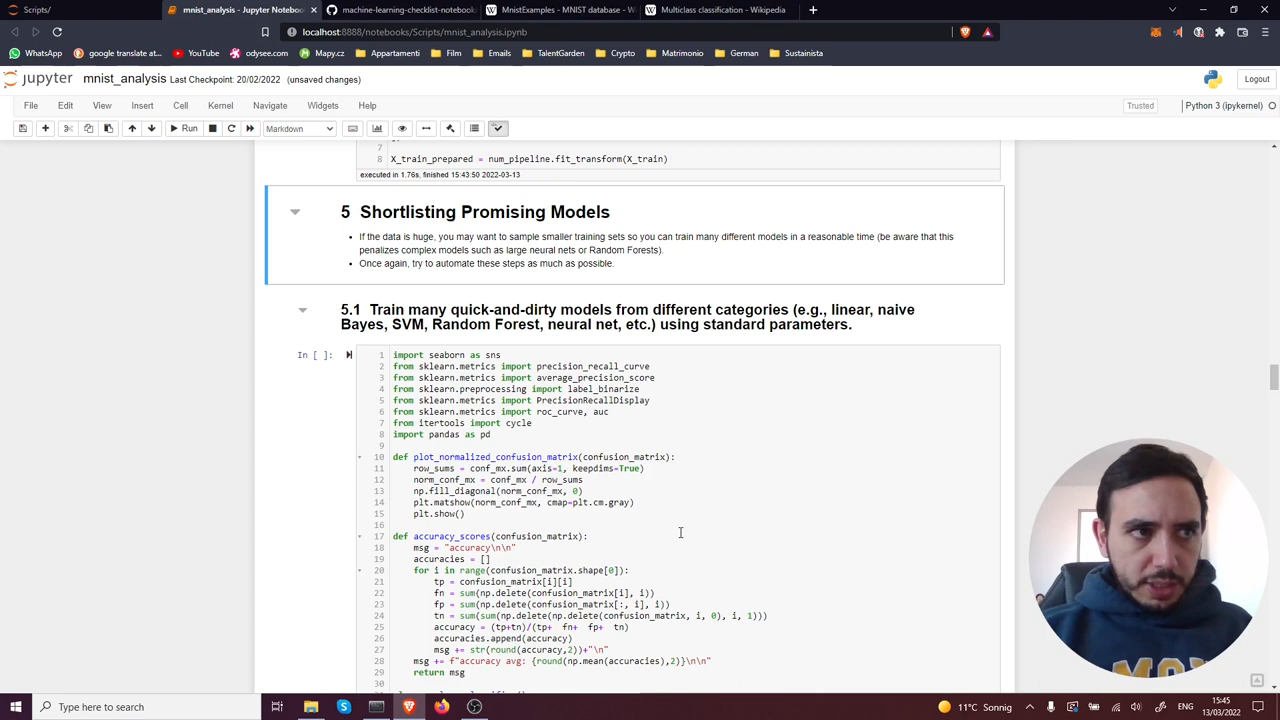 Scripts/
mnist_analysis - Jupyter Noteboo
machine-learning-checklist-notebook
MnistExamples - MNIST database - W
Multiclass classification - Wikipedia
localhost:8888/notebooks/Scripts/mnist_analysis.ipynb
WhatsApp
google translate at...
YouTube
odysee.com
Mapy.cz
Appartamenti
Film
Emails
TalentGarden
Crypto
Matrimonio
German
Sustainista
jupyter mnist_analysis Last Checkpoint: 20/02/2022 (unsaved changes)
Logout
File Edit View Insert Cell Kernel Navigate Widgets Help
Trusted
Python 3 (ipykernel)
Run
Markdown
7
8 X_train_prepared = num_pipeline.fit_transform(X_train)
executed in 1.76s, finished 15:43:50 2022-03-13
5 Shortlisting Promising Models
• If the data is huge, you may want to sample smaller training sets so you can train many different models in a reasonable time (be aware that this
penalizes complex models such as large neural nets or Random Forests).
• Once again, try to automate these steps as much as possible.
5.1 Train many quick-and-dirty models from different categories (e.g., linear, naive
Bayes, SVM, Random Forest, neural net, etc.) using standard parameters.
In [ ]:
1 import seaborn as sns
2 from sklearn.metrics import precision_recall_curve
3 from sklearn.metrics import average_precision_score
4 from sklearn.preprocessing import label_binarize
5 from sklearn.metrics import PrecisionRecallDisplay
6 from sklearn.metrics import roc_curve, auc
7 from itertools import cycle
8 import pandas as pd
9
10 def plot_normalized_confusion_matrix(confusion_matrix):
11 row_sums = conf_mx.sum(axis=1, keepdims=True)
12 norm_conf_mx = conf_mx / row_sums
13 np.fill_diagonal(norm_conf_mx, 0)
14 plt.matshow(norm_conf_mx, cmap=plt.cm.gray)
15 plt.show()
16
17 def accuracy_scores(confusion_matrix):
18 msg = "accuracy\n\n"
19 accuracies = []
20 for i in range(confusion_matrix.shape[0]):
21 tp = confusion_matrix[i][i]
22 fn = sum(np.delete(confusion_matrix[i], i))
23 fp = sum(np.delete(confusion_matrix[:, i], i))
24 tn = sum(sum(np.delete(np.delete(confusion_matrix, i, 0), i, 1)))
25 accuracy = (tp+tn)/(tp+ fn+ fp+ tn)
26 accuracies.append(accuracy)
27 msg += str(round(accuracy,2))+"\n"
28 msg += f"accuracy avg: {round(np.mean(accuracies),2)}\n\n"
29 return msg
30
Type here to search
11°C Sonnig
15:45
13/03/2022